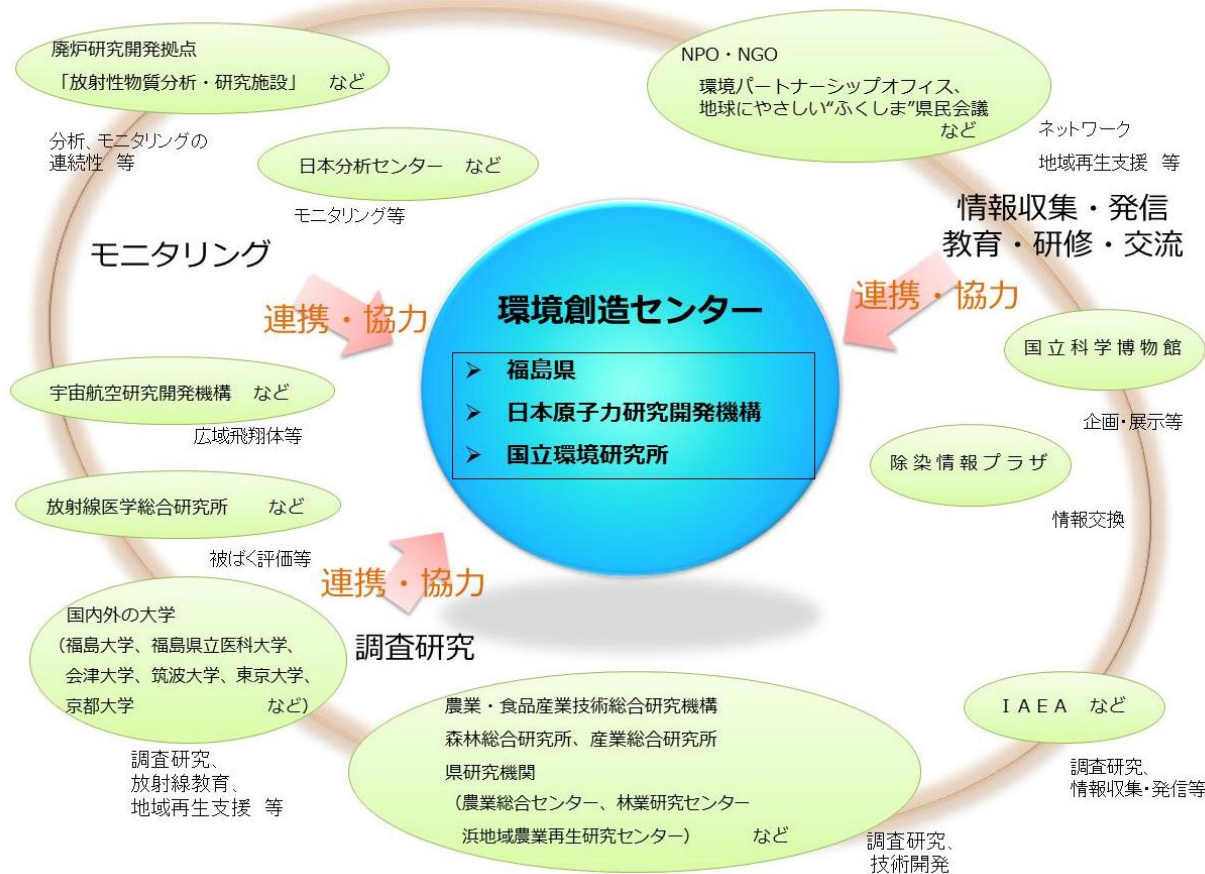 廃炉研究開発拠点
「放射性物質分析・研究施設」 など
分析、モニタリングの
連続性 等
日本分析センター など
モニタリング等
モニタリング
連携・協力
NPO・NGO
環境パートナーシップオフィス、
地球にやさしい“ふくしま”県民会議
など
ネットワーク
地域再生支援 等
情報収集・発信
教育・研修・交流
連携・協力
環境創造センター
➢ 福島県
➢ 日本原子力研究開発機構
➢ 国立環境研究所
国立科学博物館
企画・展示等
除染情報プラザ
情報交換
宇宙航空研究開発機構 など
広域飛翔体等
放射線医学総合研究所 など
被ばく評価等
連携・協力
調査研究
国内外の大学
(福島大学、福島県立医科大学、
会津大学、筑波大学、東京大学、
京都大学 など)
調査研究、
放射線教育、
地域再生支援 等
農業・食品産業技術総合研究機構
森林総合研究所、産業総合研究所
県研究機関
(農業総合センター、林業研究センター
浜地域農業再生研究センター) など
調査研究、
技術開発
IAEA など
調査研究、
情報収集・発信等